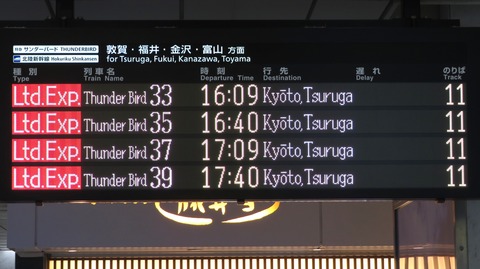 特急 サンダーバード THUNDERBIRD 敦賀・福井・金沢・富山 方面
北陸新幹線 Hokuriku Shinkansen for Tsuruga, Fukui, Kanazawa, Toyama
種別 列車名 時刻 行先 遅れ のりば
Type Train Name Departure Time Destination Delay Track
Ltd.Exp. Thunder Bird 33 16:09 Kyōto,Tsuruga 11
Ltd.Exp. Thunder Bird 35 16:40 Kyōto,Tsuruga 11
Ltd.Exp. Thunder Bird 37 17:09 Kyōto,Tsuruga 11
Ltd.Exp. Thunder Bird 39 17:40 Kyōto,Tsuruga 11